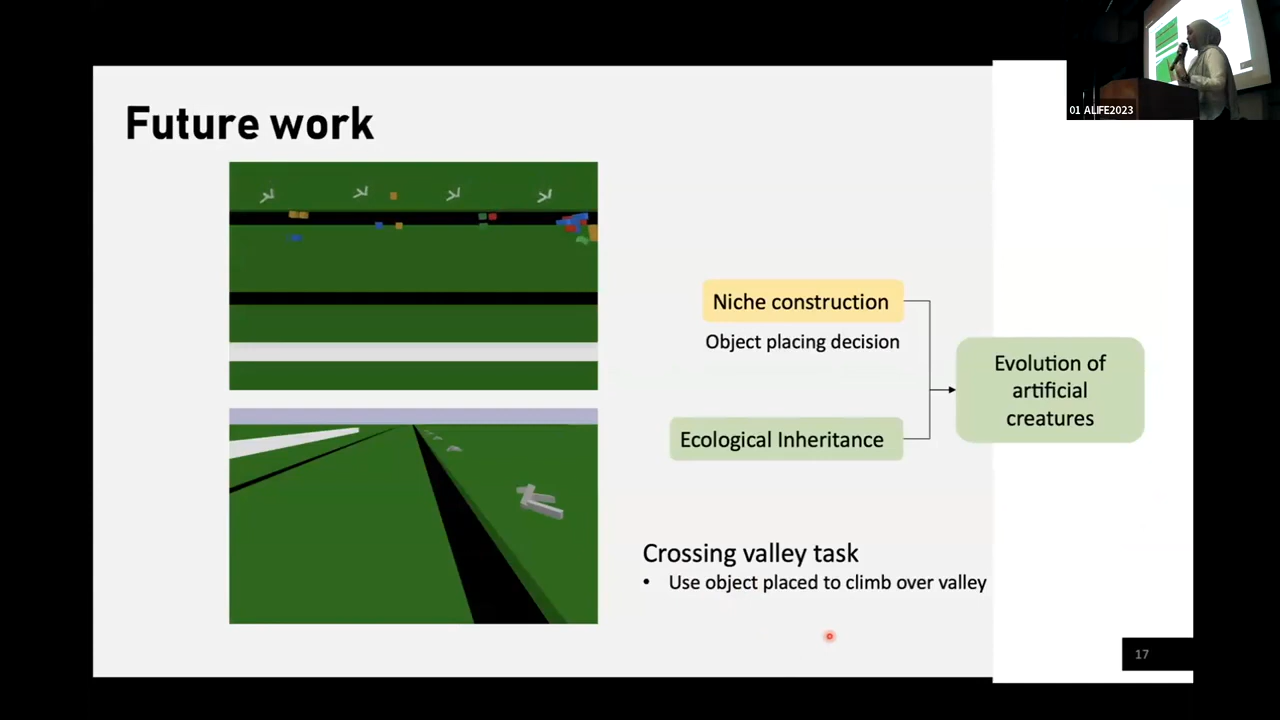 01 ALIFE2023
Future work
Niche construction
Object placing decision
Evolution of
artificial
creatures
Ecological Inheritance
Crossing valley task
• Use object placed to climb over valley
17